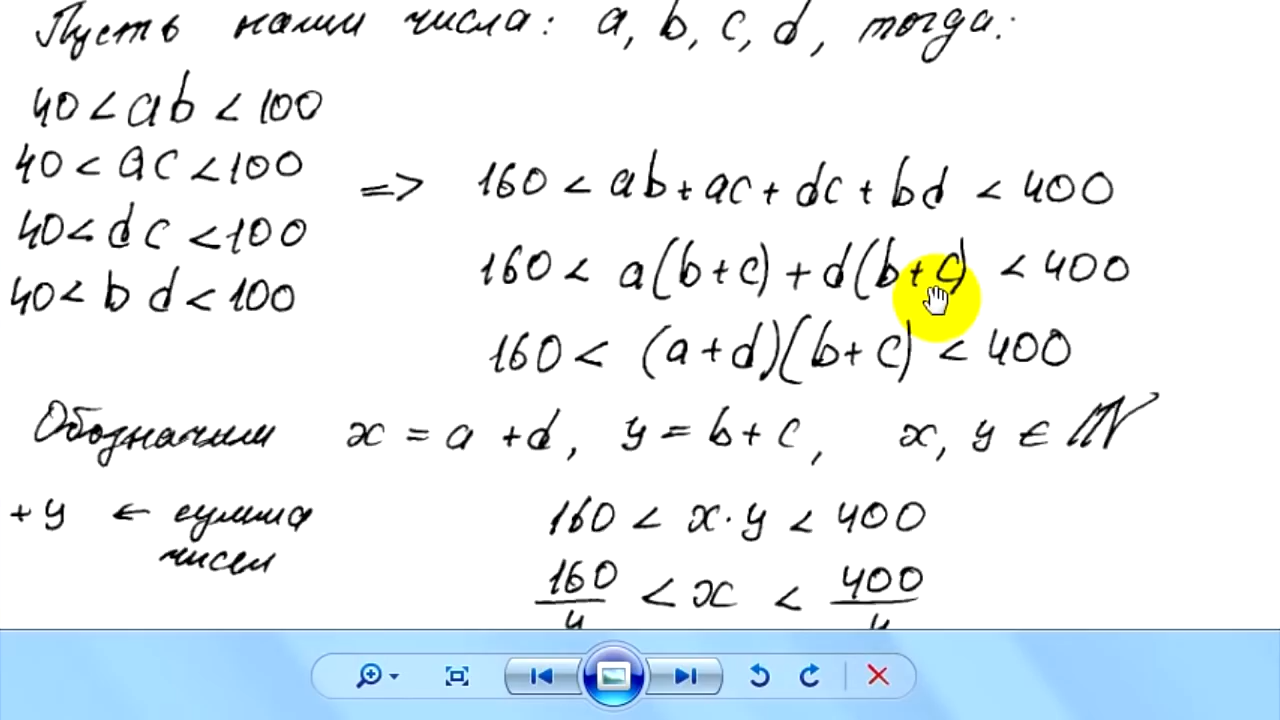 Пусть наши числа: a, b, c, d, тогда:
40 < ab < 100
40 < ac < 100
40 < dc < 100
40 < bd < 100
=> 160 < ab + ac + dc + bd < 400
160 < a(b+c) + d(b+c) < 400
160 < (a+d)(b+c) < 400
Обозначим x = a + d, y = b + c, x, y ∈ ℕ
+ y ← сумма
чисел
160 < x · y < 400
160/y < x < 400/y